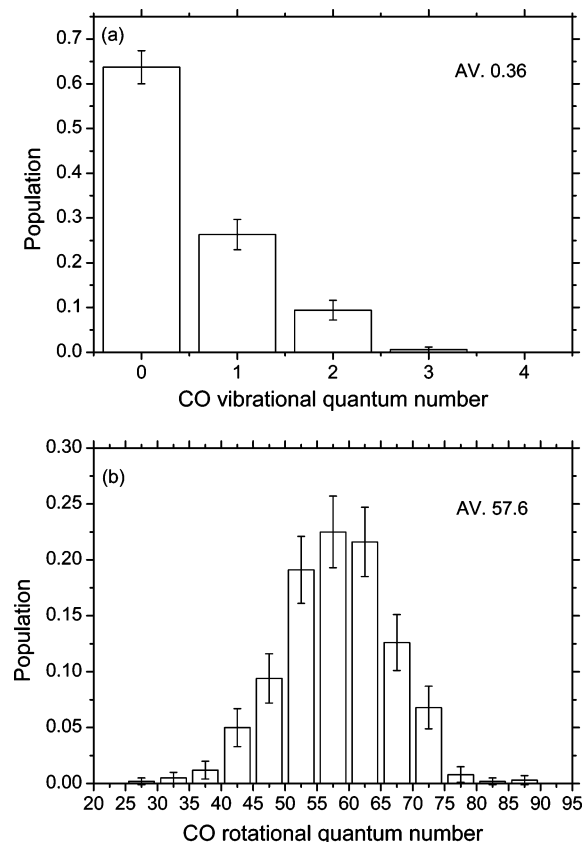 (a)
AV. 0.36
0.7
0.6
0.5
0.4
0.3
0.2
0.1
0.0
Population
0 1 2 3 4
CO vibrational quantum number
(b)
AV. 57.6
0.30
0.25
0.20
0.15
0.10
0.05
0.00
Population
20 25 30 35 40 45 50 55 60 65 70 75 80 85 90 95
CO rotational quantum number